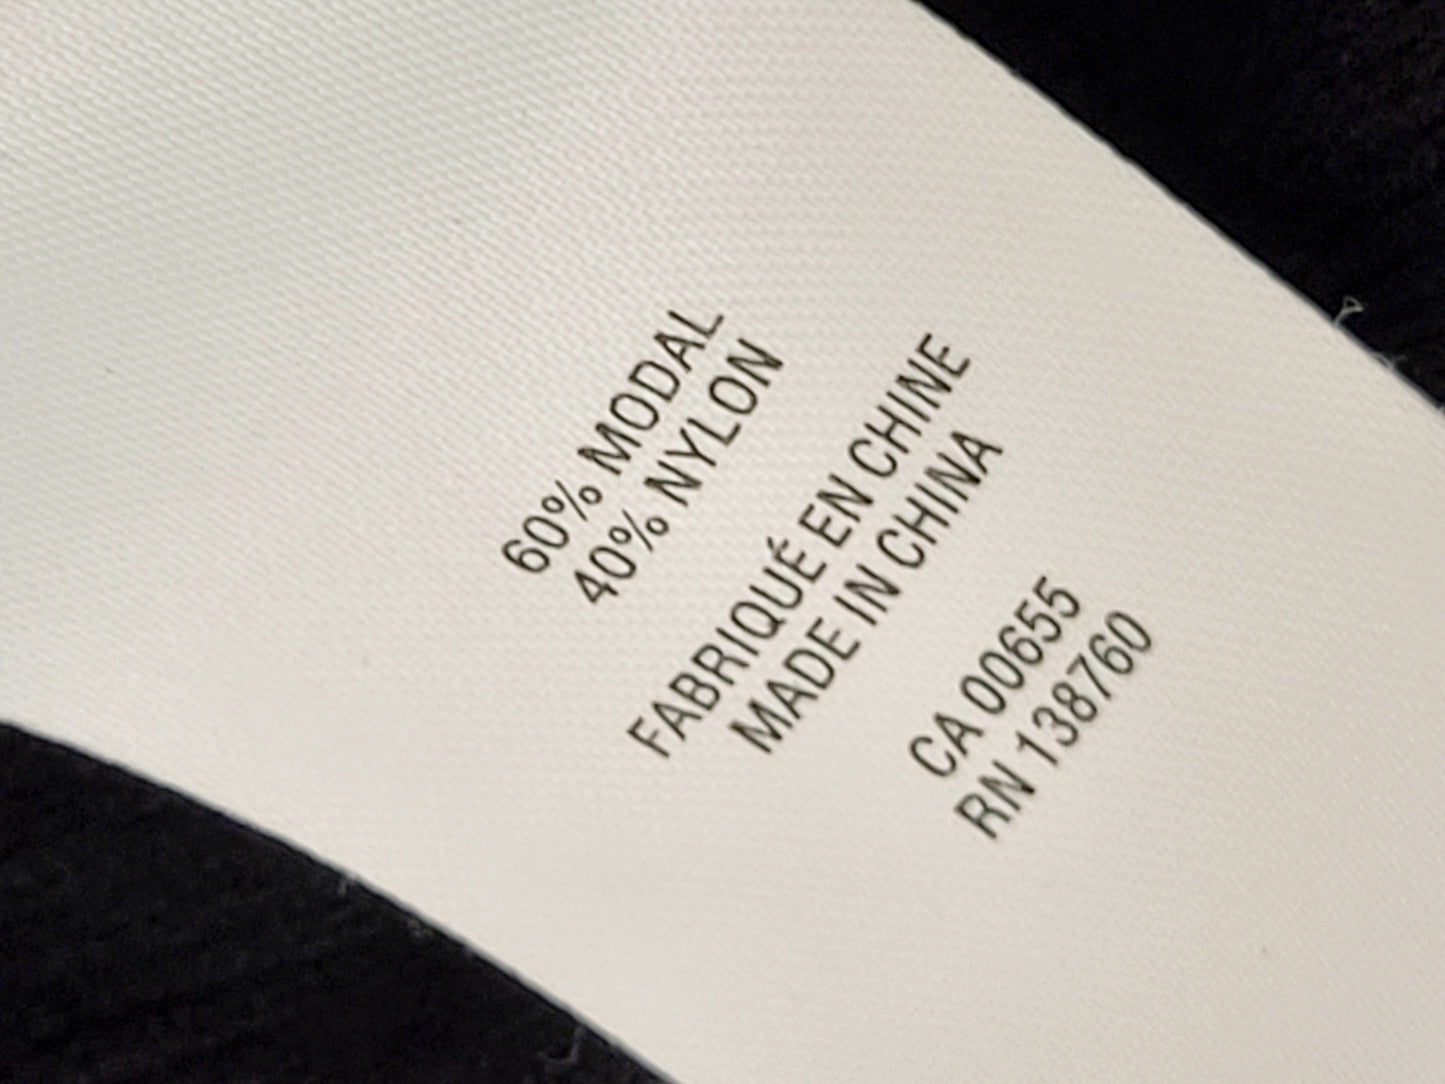 60% MODAL
40% NYLON
FABRIQUÉ EN CHINE
MADE IN CHINA
CA 00655
RN 138760